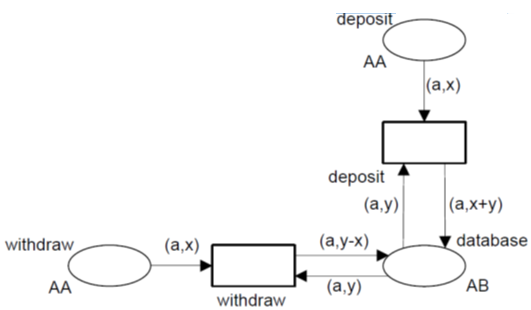 deposit
AA
(a,x)
deposit
(a,y)
(a,x+y)
withdraw
(a,x)
(a,y-x)
database
AA
(a,y)
AB
withdraw